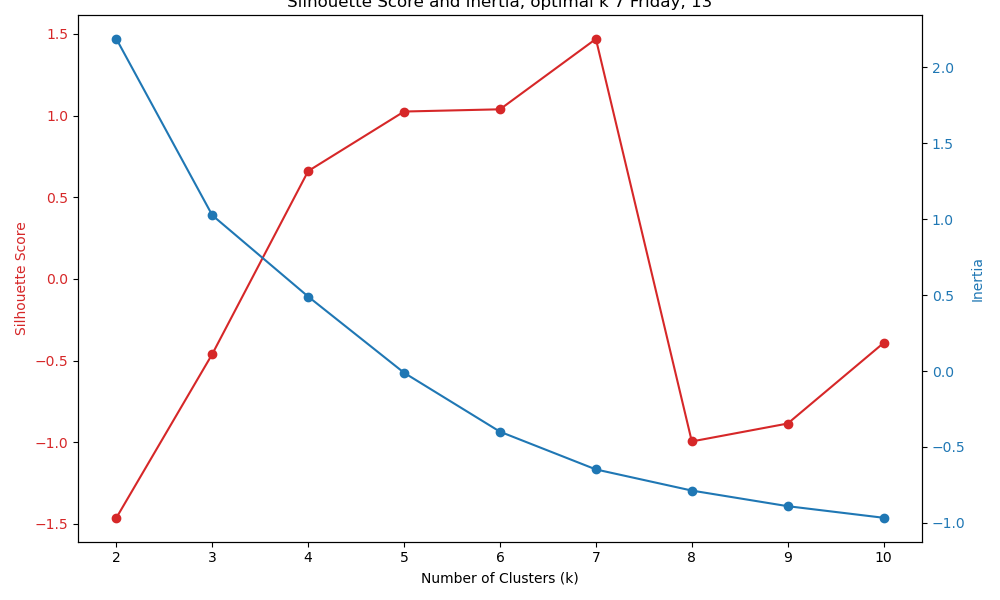 Silhouette Score and Inertia, optimal k 7 Friday, 13
1.5
1.0
0.5
0.0
−0.5
−1.0
−1.5
Silhouette Score
2.0
1.5
1.0
0.5
0.0
−0.5
−1.0
Inertia
2 3 4 5 6 7 8 9 10
Number of Clusters (k)